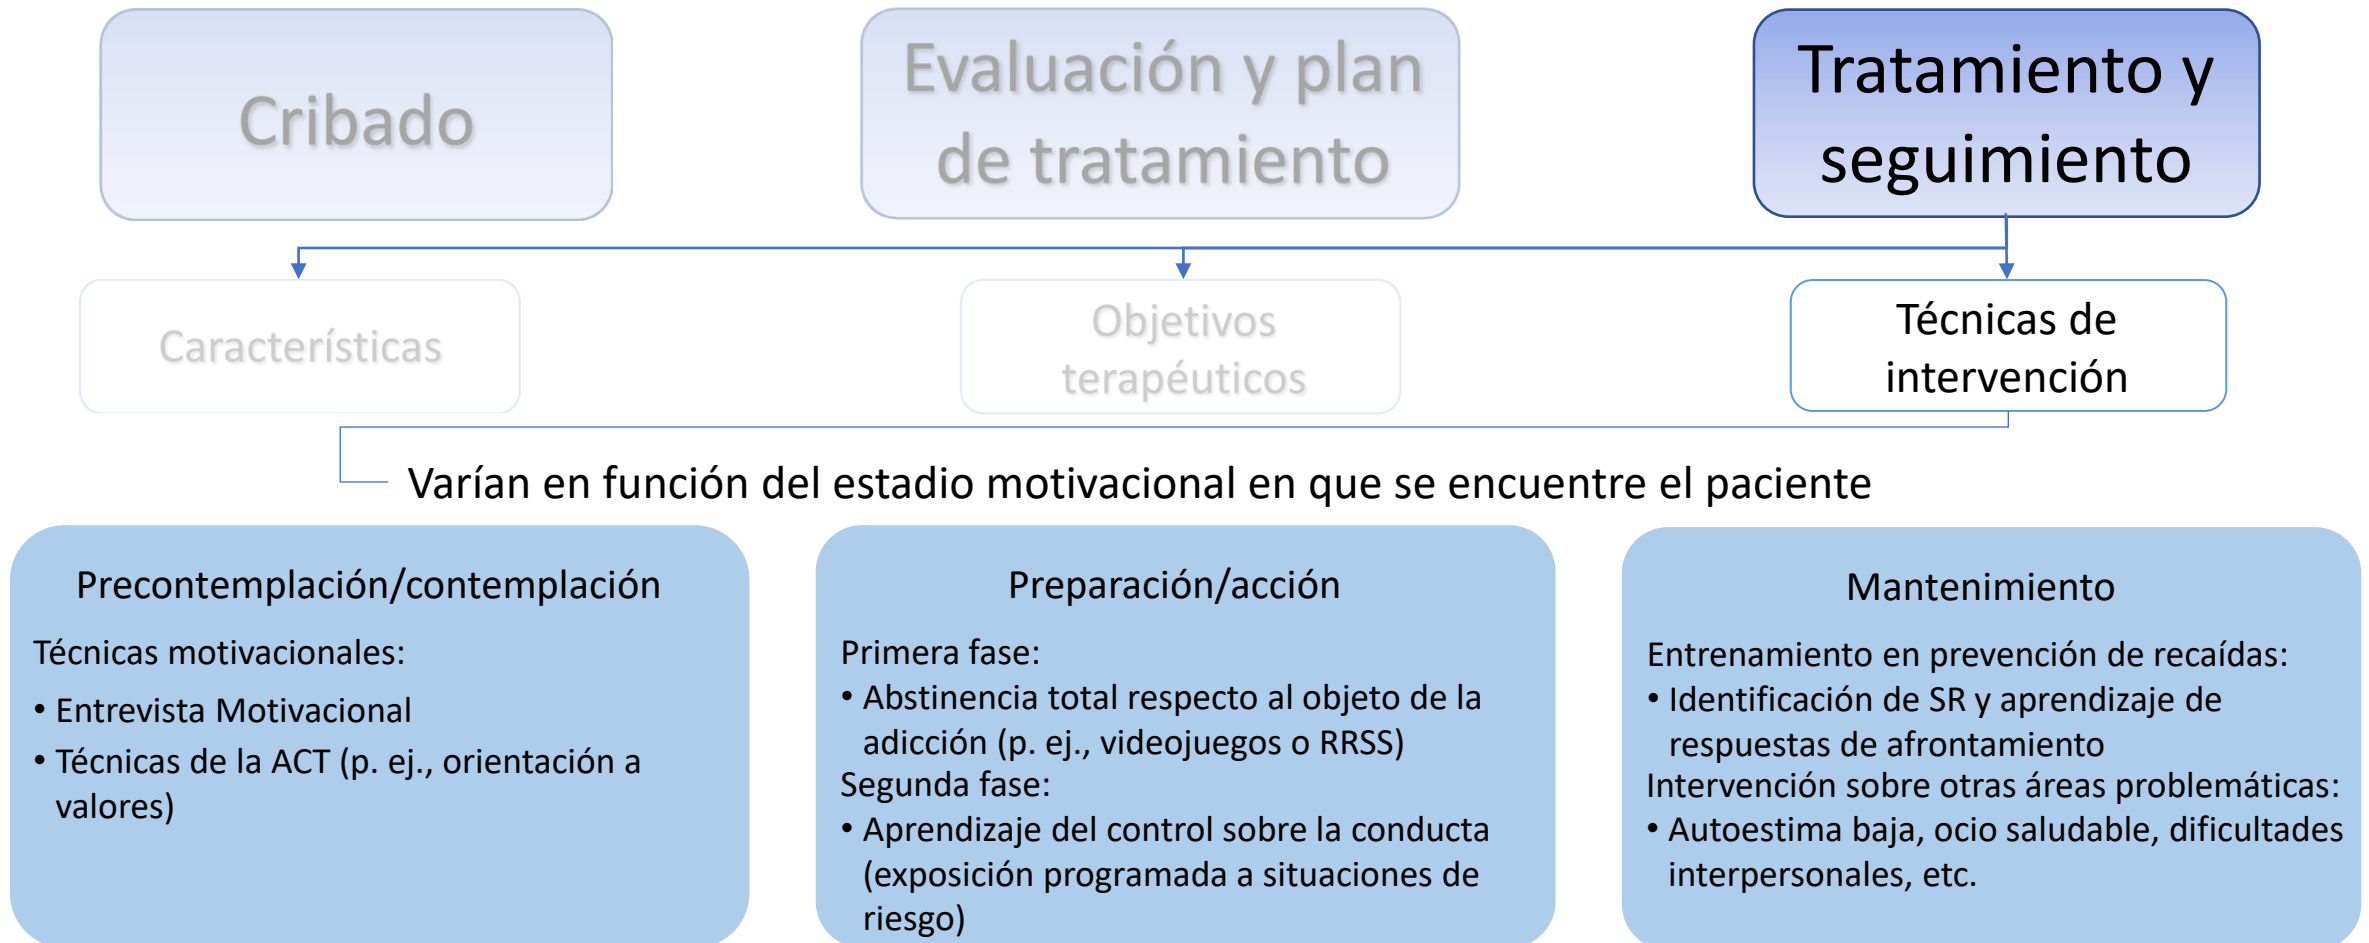 Cribado
Evaluación y plan
de tratamiento
Tratamiento y
seguimiento
Características
Objetivos
terapéuticos
Técnicas de
intervención
Varían en función del estadio motivacional en que se encuentre el paciente
Precontemplación/contemplación
Técnicas motivacionales:
• Entrevista Motivacional
• Técnicas de la ACT (p. ej., orientación a
valores)
Preparación/acción
Primera fase:
• Abstinencia total respecto al objeto de la
adicción (p. ej., videojuegos o RRSS)
Segunda fase:
• Aprendizaje del control sobre la conducta
(exposición programada a situaciones de
riesgo)
Mantenimiento
Entrenamiento en prevención de recaídas:
• Identificación de SR y aprendizaje de
respuestas de afrontamiento
Intervención sobre otras áreas problemáticas:
• Autoestima baja, ocio saludable, dificultades
interpersonales, etc.